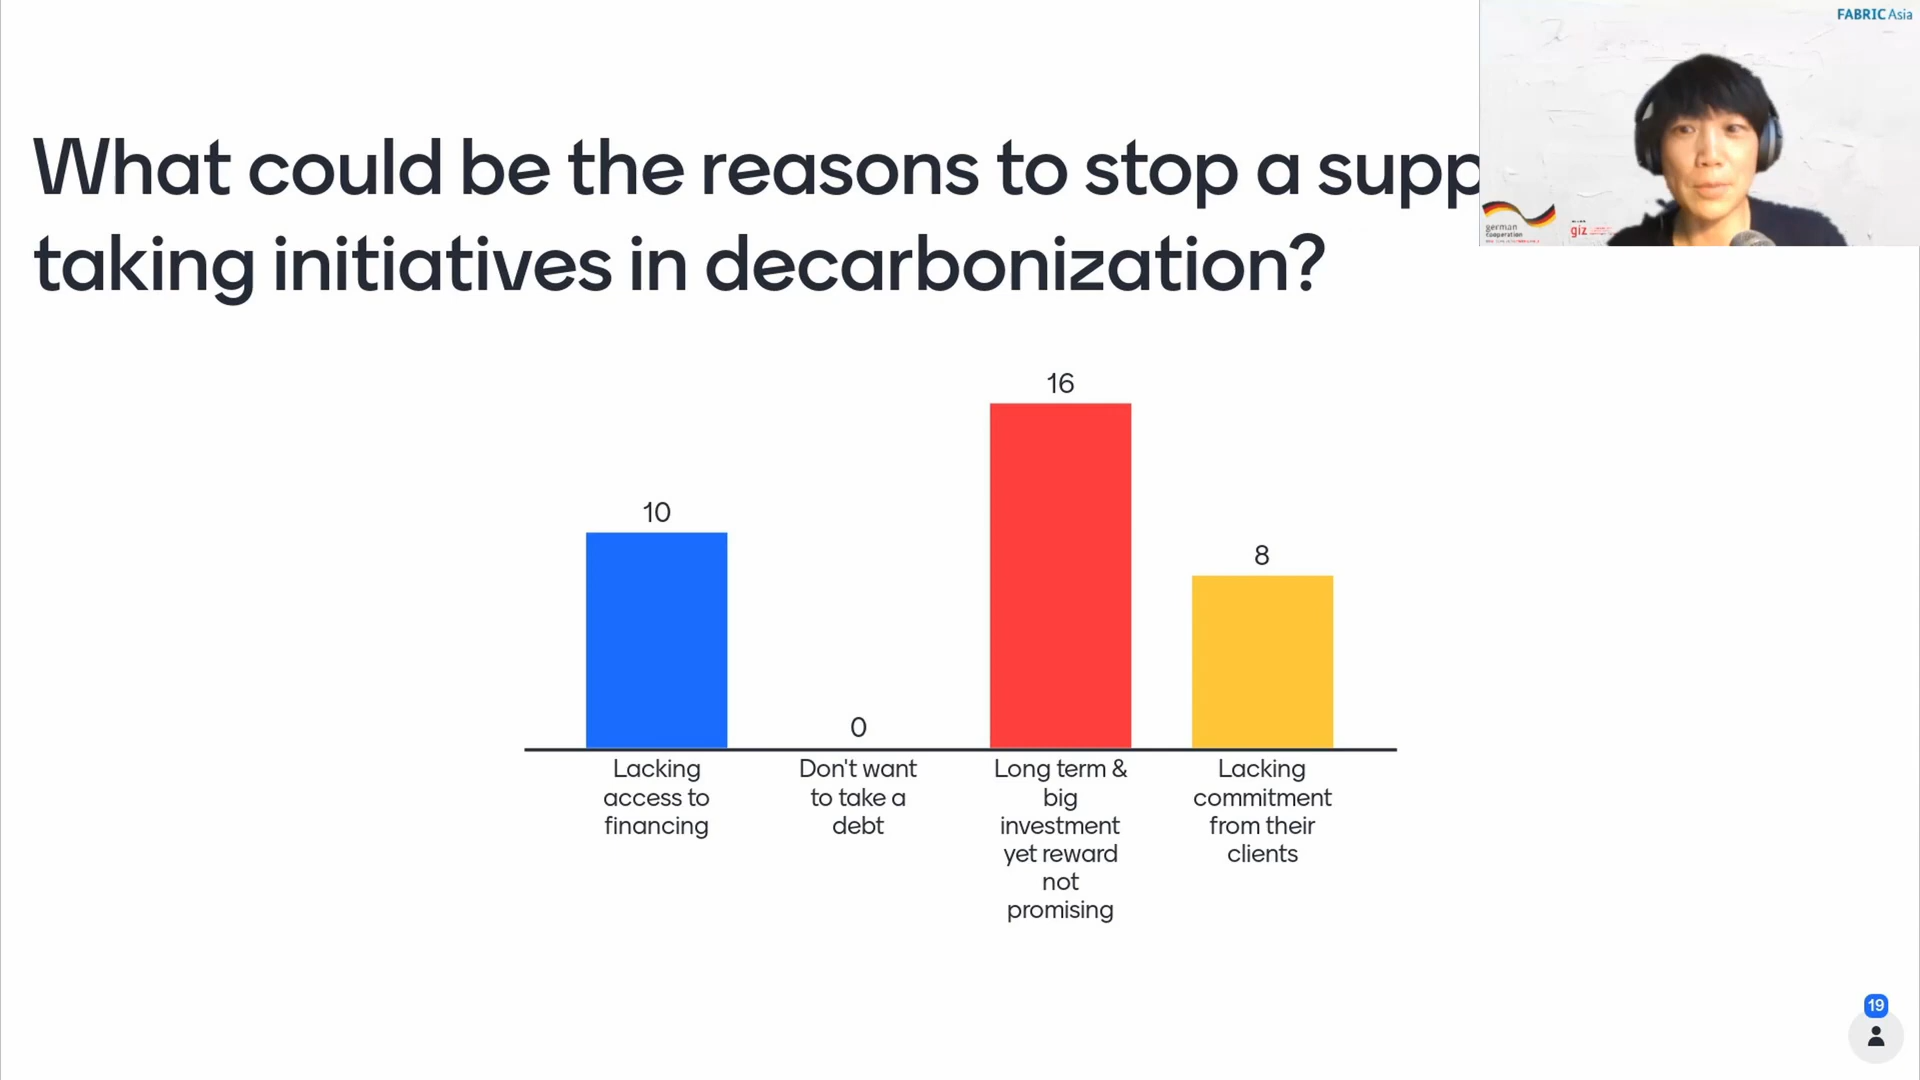 What could be the reasons to stop a supp
taking initiatives in decarbonization?
FABRIC Asia
german
cooperation
giz
16
10
8
0
Lacking
access to
financing
Don't want
to take a
debt
Long term &
big
investment
yet reward
not
promising
Lacking
commitment
from their
clients
19